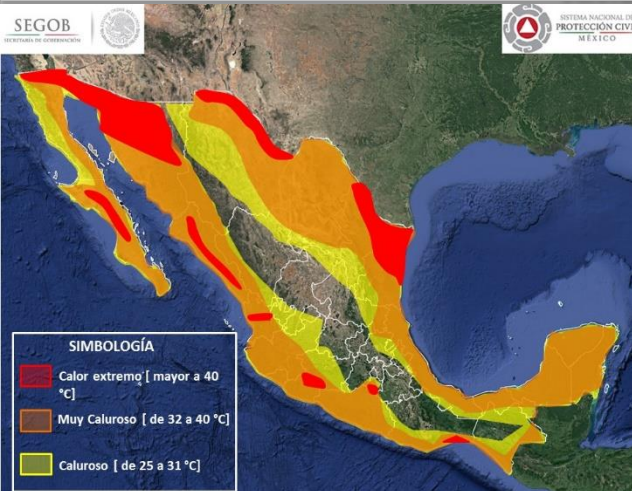 SEGOB
SECRETARÍA DE GOBERNACIÓN
SISTEMA NACIONAL DE
PROTECCIÓN CIVIL
MÉXICO
SIMBOLOGÍA
Calor extremo [ mayor a 40
°C]
Muy Caluroso [ de 32 a 40 °C]
Caluroso [ de 25 a 31 °C]